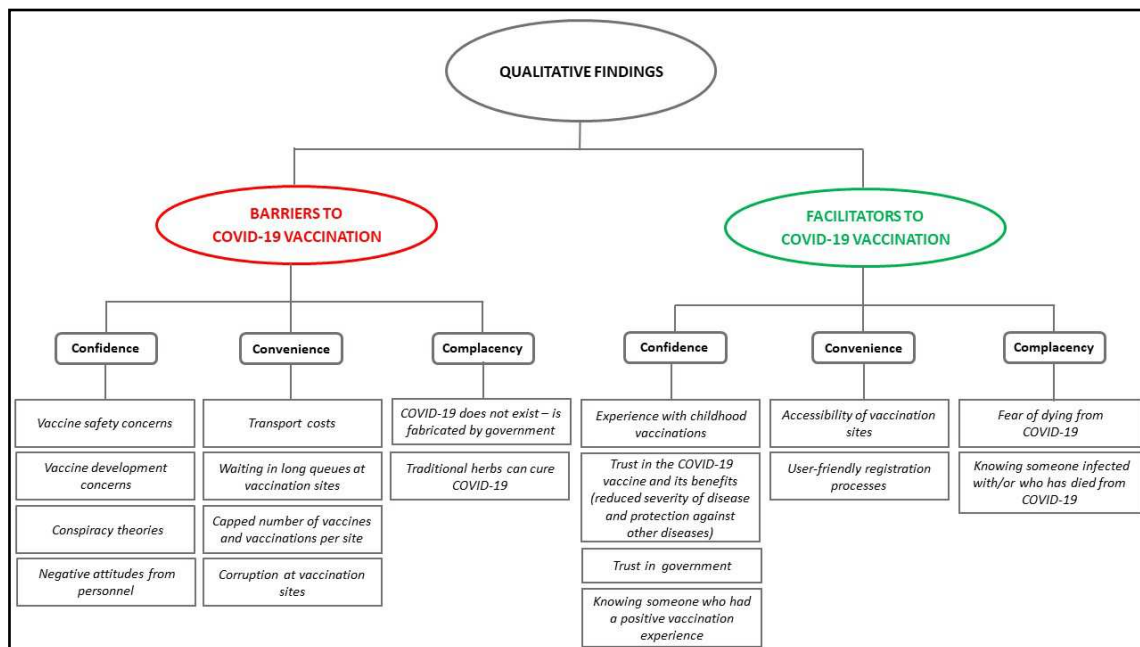 QUALITATIVE FINDINGS
BARRIERS TO
COVID-19 VACCINATION
FACILITATORS TO
COVID-19 VACCINATION
Confidence
Convenience
Complacency
Confidence
Convenience
Complacency
Vaccine safety concerns
Vaccine development
concerns
Conspiracy theories
Negative attitudes from
personnel
Transport costs
Waiting in long queues at
vaccination sites
Capped number of vaccines
and vaccinations per site
Corruption at vaccination
sites
COVID-19 does not exist – is
fabricated by government
Traditional herbs can cure
COVID-19
Experience with childhood
vaccinations
Trust in the COVID-19
vaccine and its benefits
(reduced severity of disease
and protection against
other diseases)
Trust in government
Knowing someone who had
a positive vaccination
experience
Accessibility of vaccination
sites
User-friendly registration
processes
Fear of dying from
COVID-19
Knowing someone infected
with/or who has died from
COVID-19